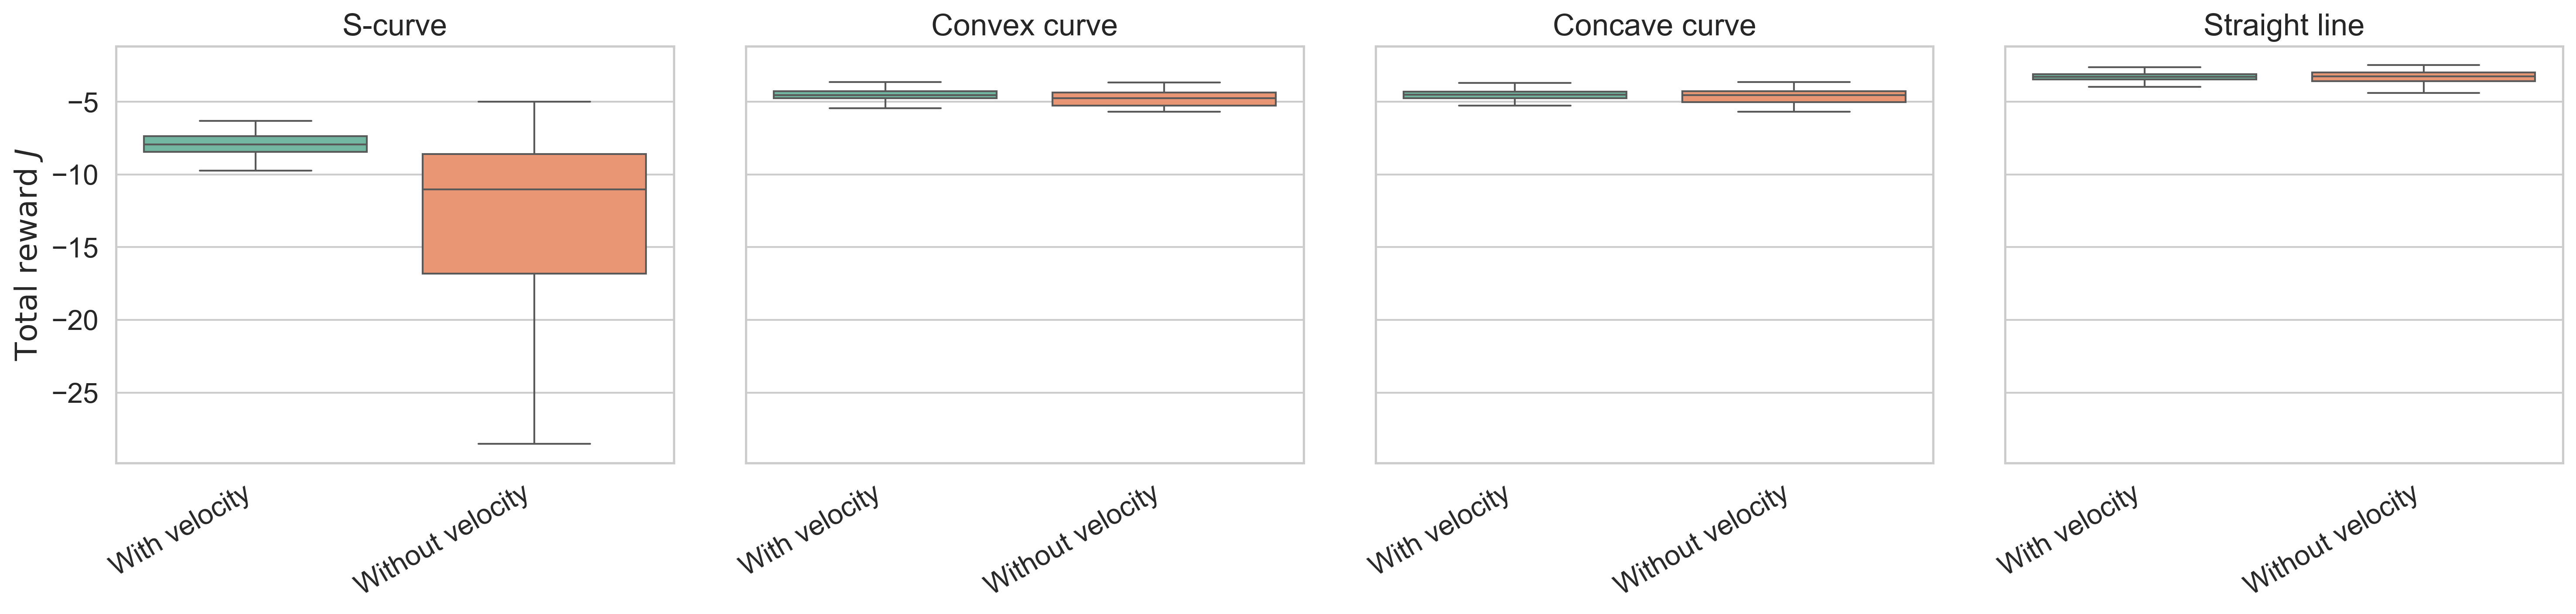 S-curve
Convex curve
Concave curve
Straight line
Total reward J
−5
−10
−15
−20
−25
With velocity
Without velocity
With velocity
Without velocity
With velocity
Without velocity
With velocity
Without velocity